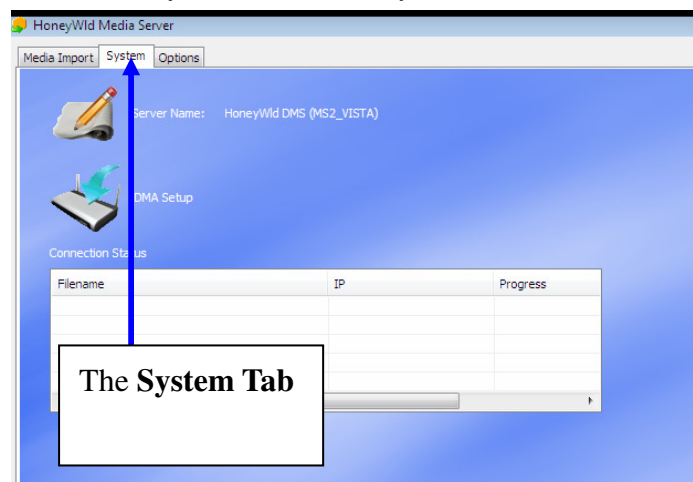 HoneyWld Media Server
Media Import System Options
Server Name: HoneyWld DMS (MS2_VISTA)
DMA Setup
Connection Status
Filename IP Progress
The System Tab